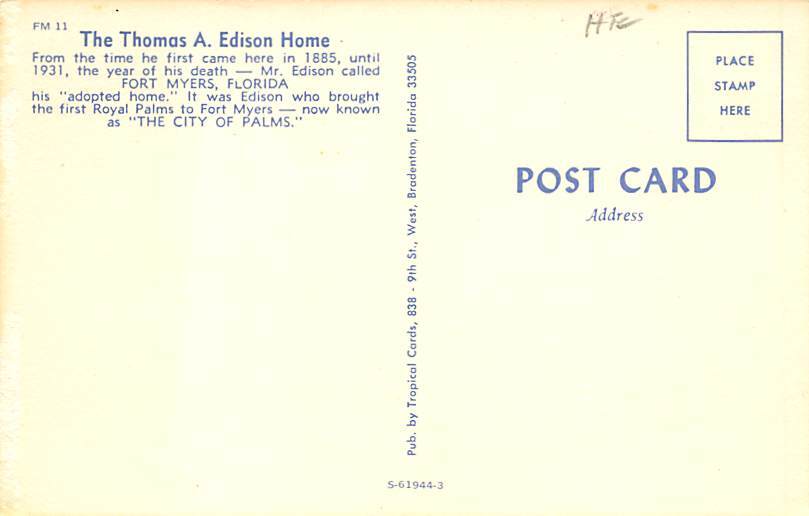 FM 11
The Thomas A. Edison Home
From the time he first came here in 1885, until
1931, the year of his death — Mr. Edison called
FORT MYERS, FLORIDA
his "adopted home." It was Edison who brought
the first Royal Palms to Fort Myers — now known
as "THE CITY OF PALMS."
Pub. by Tropical Cards, 838 - 9th St., West, Bradenton, Florida 33505
S-61944-3
PLACE
STAMP
HERE
POST CARD
Address